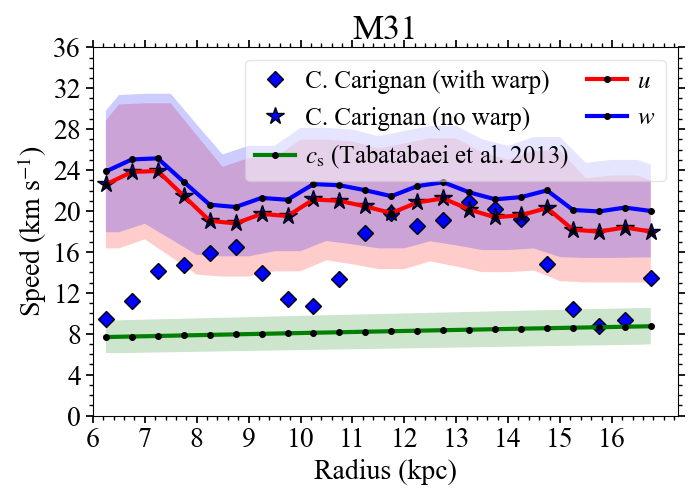 M31
C. Carignan (with warp)
C. Carignan (no warp)
c_s (Tabatabaei et al. 2013)
u
w
Speed (km s⁻¹)
36
32
28
24
20
16
12
8
4
0
6 7 8 9 10 11 12 13 14 15 16
Radius (kpc)